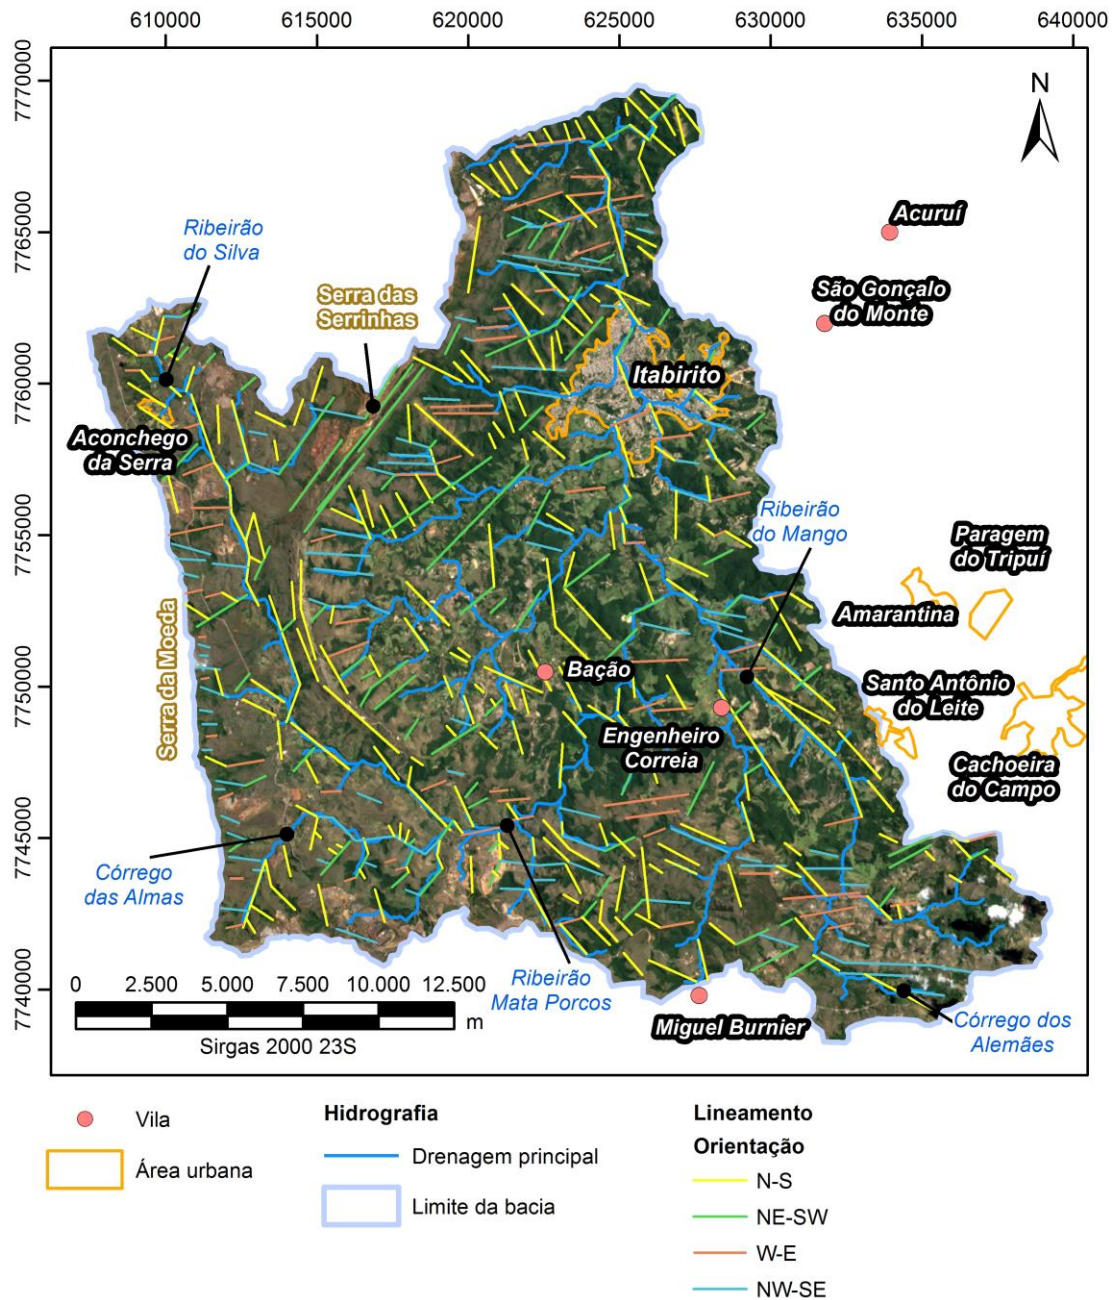 610000 615000 620000 625000 630000 635000 640000
7770000
7765000
7760000
7755000
7750000
7745000
7740000
N
Acuruí
São Gonçalo
do Monte
Ribeirão
do Silva
Serra das
Serrinhas
Itabirito
Aconchego
da Serra
Ribeirão
do Mango
Paragem
do Tripuí
Amarantina
Serra da Moeda
Bação
Santo Antônio
do Leite
Engenheiro
Correia
Cachoeira
do Campo
Córrego
das Almas
Ribeirão
Mata Porcos
Miguel Burnier
Córrego dos
Alemães
0 2.500 5.000 7.500 10.000 12.500
m
Sirgas 2000 23S
Vila
Área urbana
Hidrografia
Drenagem principal
Limite da bacia
Lineamento
Orientação
N-S
NE-SW
W-E
NW-SE